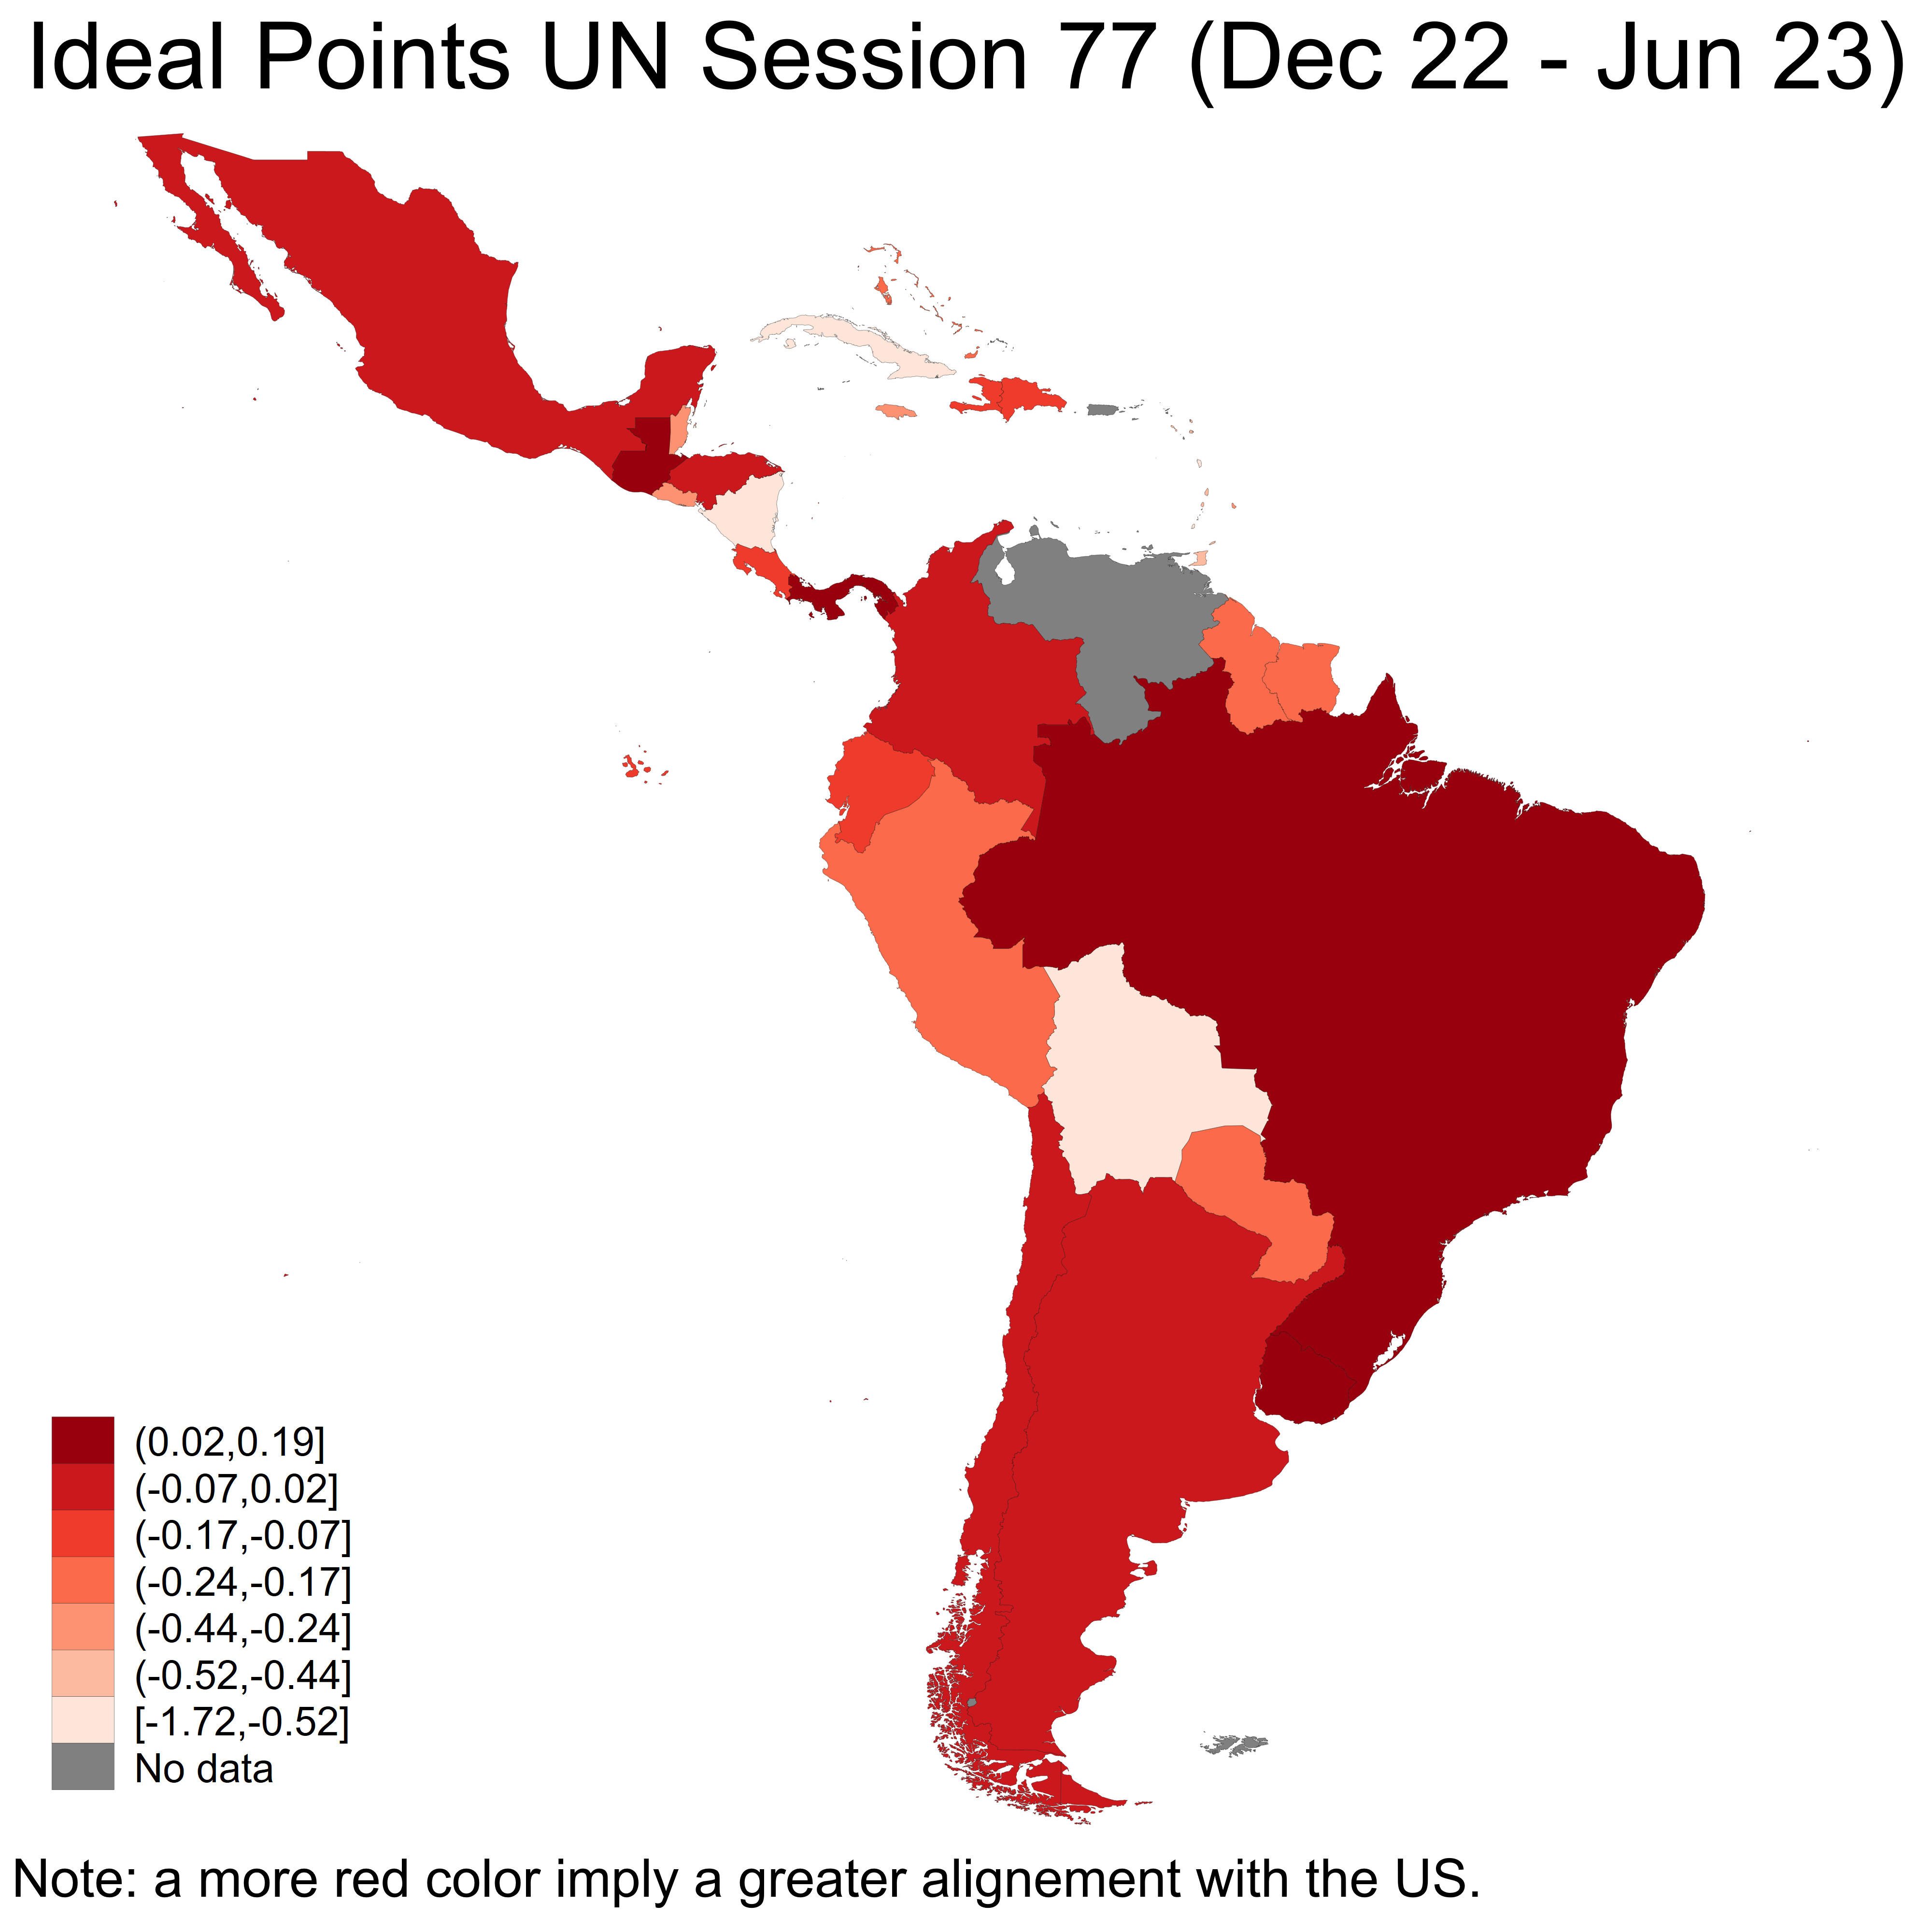 Ideal Points UN Session 77 (Dec 22 - Jun 23)
(0.02,0.19]
(-0.07,0.02]
(-0.17,-0.07]
(-0.24,-0.17]
(-0.44,-0.24]
(-0.52,-0.44]
[-1.72,-0.52]
No data
Note: a more red color imply a greater alignement with the US.